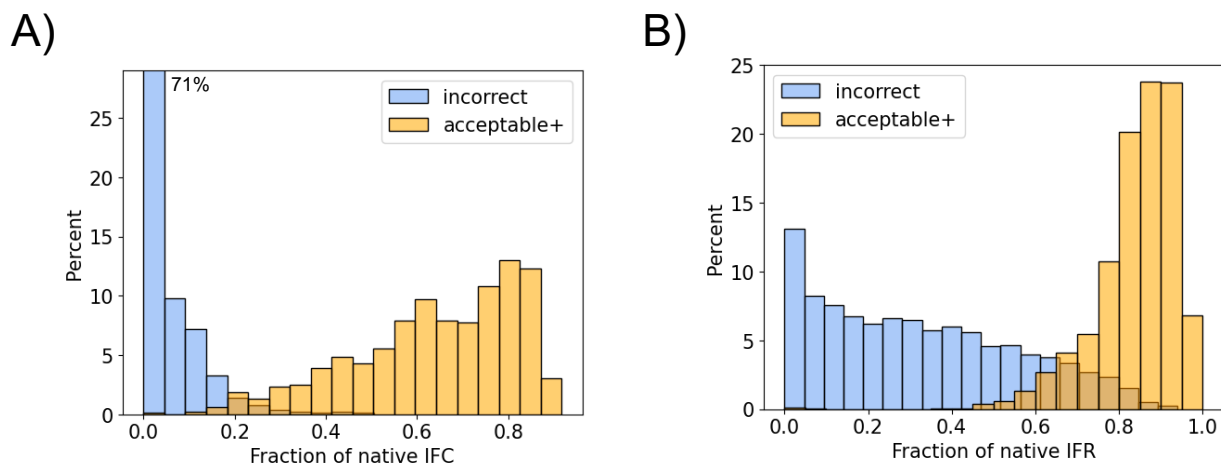 A)
71%
incorrect
acceptable+
25
20
15
10
5
0
Percent
0.0 0.2 0.4 0.6 0.8
Fraction of native IFC
B)
incorrect
acceptable+
25
20
15
10
5
0
Percent
0.0 0.2 0.4 0.6 0.8 1.0
Fraction of native IFR